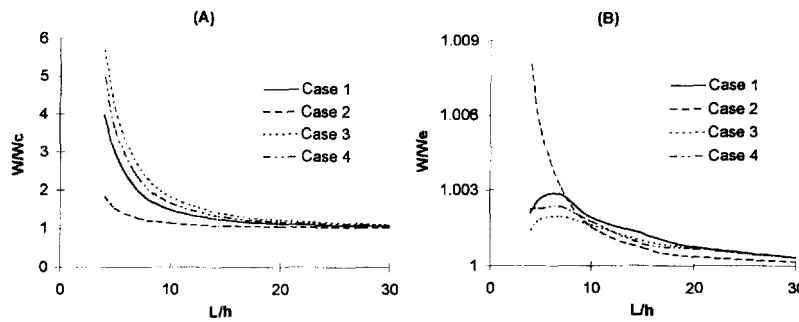 (A)
W/Wc
6
5
4
3
2
1
0
0
10
20
30
L/h
Case 1
Case 2
Case 3
Case 4
(B)
W/We
1.009
1.006
1.003
1
0
10
20
30
L/h
Case 1
Case 2
Case 3
Case 4